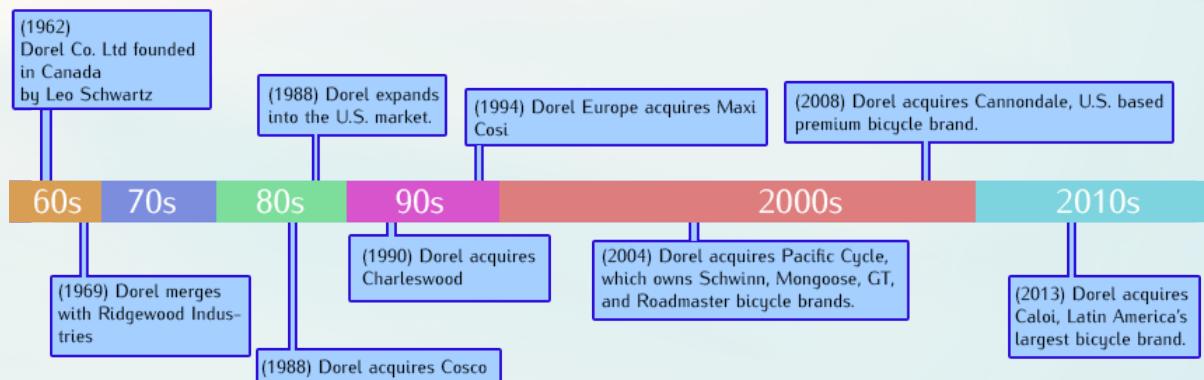 (1962)
Dorel Co. Ltd founded
in Canada
by Leo Schwartz
(1988) Dorel expands
into the U.S. market.
(1994) Dorel Europe acquires Maxi
Cosi
(2008) Dorel acquires Cannondale, U.S. based
premium bicycle brand.
60s
70s
80s
90s
2000s
2010s
(1969) Dorel merges
with Ridgewood Indus-
tries
(1988) Dorel acquires Cosco
(1990) Dorel acquires
Charleswood
(2004) Dorel acquires Pacific Cycle,
which owns Schwinn, Mongoose, GT,
and Roadmaster bicycle brands.
(2013) Dorel acquires
Caloi, Latin America's
largest bicycle brand.